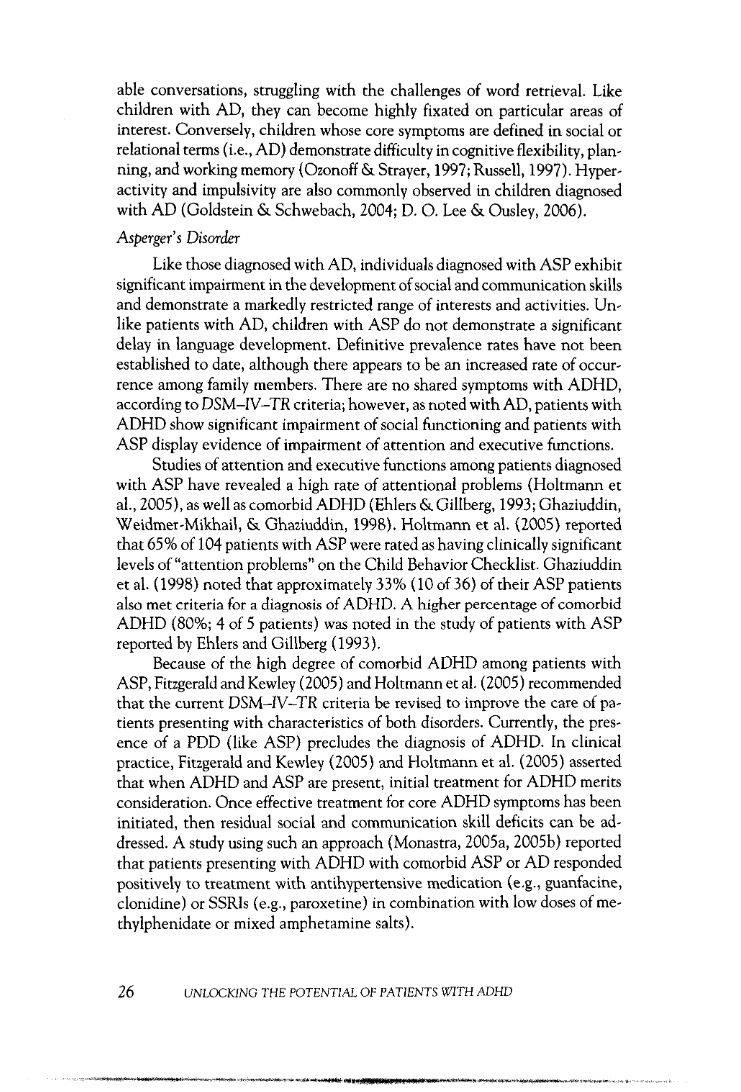 able conversations, struggling with the challenges of word retrieval. Like
children with AD, they can become highly fixated on particular areas of
interest. Conversely, children whose core symptoms are defined in social or
relational terms (i.e., AD) demonstrate difficulty in cognitive flexibility, plan-
ning, and working memory (Ozonoff & Strayer, 1997; Russell, 1997). Hyper-
activity and impulsivity are also commonly observed in children diagnosed
with AD (Goldstein & Schwebach, 2004; D. O. Lee & Ousley, 2006).
Asperger's Disorder
Like those diagnosed with AD, individuals diagnosed with ASP exhibit
significant impairment in the development of social and communication skills
and demonstrate a markedly restricted range of interests and activities. Un-
like patients with AD, children with ASP do not demonstrate a significant
delay in language development. Definitive prevalence rates have not been
established to date, although there appears to be an increased rate of occur-
rence among family members. There are no shared symptoms with ADHD,
according to DSM–IV–TR criteria; however, as noted with AD, patients with
ADHD show significant impairment of social functioning and patients with
ASP display evidence of impairment of attention and executive functions.
Studies of attention and executive functions among patients diagnosed
with ASP have revealed a high rate of attentional problems (Holtmann et
al., 2005), as well as comorbid ADHD (Ehlers & Gillberg, 1993; Ghaziuddin,
Weidmer-Mikhail, & Ghaziuddin, 1998). Holtmann et al. (2005) reported
that 65% of 104 patients with ASP were rated as having clinically significant
levels of "attention problems" on the Child Behavior Checklist. Ghaziuddin
et al. (1998) noted that approximately 33% (10 of 36) of their ASP patients
also met criteria for a diagnosis of ADHD. A higher percentage of comorbid
ADHD (80%; 4 of 5 patients) was noted in the study of patients with ASP
reported by Ehlers and Gillberg (1993).
Because of the high degree of comorbid ADHD among patients with
ASP, Fitzgerald and Kewley (2005) and Holtmann et al. (2005) recommended
that the current DSM–IV–TR criteria be revised to improve the care of pa-
tients presenting with characteristics of both disorders. Currently, the pres-
ence of a PDD (like ASP) precludes the diagnosis of ADHD. In clinical
practice, Fitzgerald and Kewley (2005) and Holtmann et al. (2005) asserted
that when ADHD and ASP are present, initial treatment for ADHD merits
consideration. Once effective treatment for core ADHD symptoms has been
initiated, then residual social and communication skill deficits can be ad-
dressed. A study using such an approach (Monastra, 2005a, 2005b) reported
that patients presenting with ADHD with comorbid ASP or AD responded
positively to treatment with antihypertensive medication (e.g., guanfacine,
clonidine) or SSRIs (e.g., paroxetine) in combination with low doses of me-
thylphenidate or mixed amphetamine salts).
26 UNLOCKING THE POTENTIAL OF PATIENTS WITH ADHD